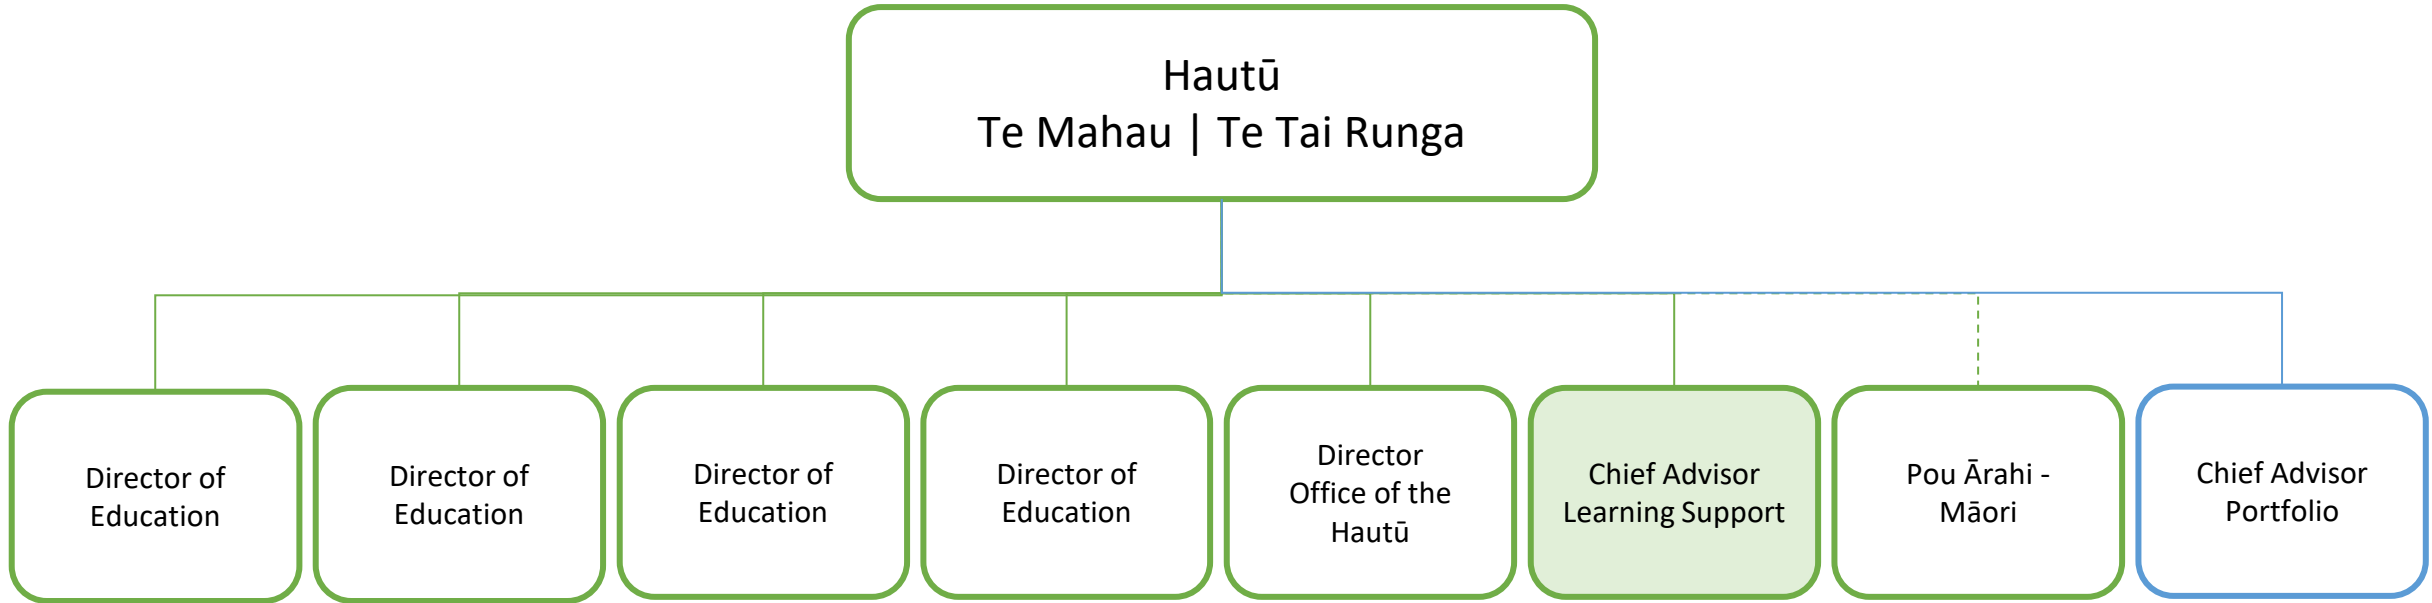 Hautū
Te Mahau | Te Tai Runga
Director of
Education
Director of
Education
Director of
Education
Director of
Education
Director
Office of the
Hautū
Chief Advisor
Learning Support
Pou Ārahi -
Māori
Chief Advisor
Portfolio